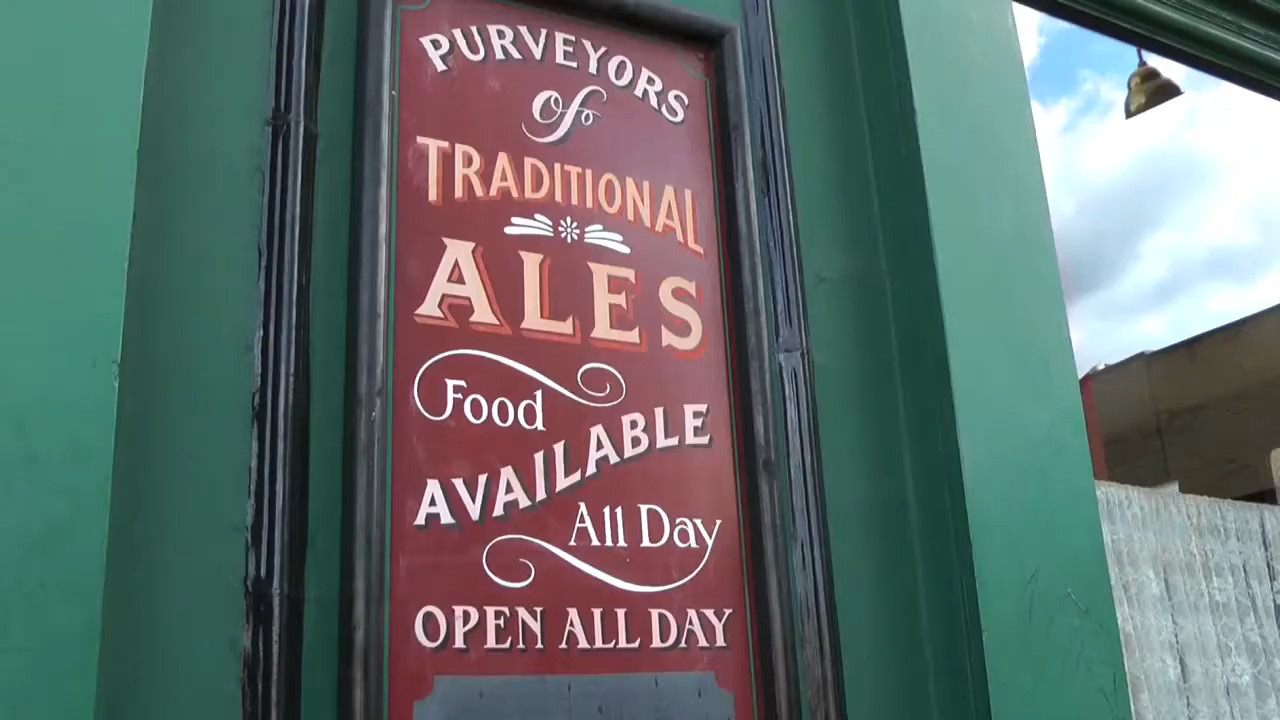 PURVEYORS
of
TRADITIONAL
ALES
Food
AVAILABLE
All Day
OPEN ALL DAY